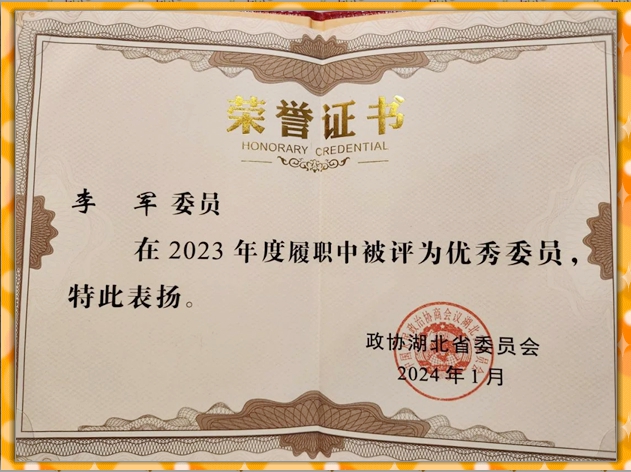 荣誉证书
HONORARY CREDENTIAL
李 军 委员
在 2023 年度履职中被评为优秀委员，
特此表扬。
政协湖北省委员会
2024 年 1 月